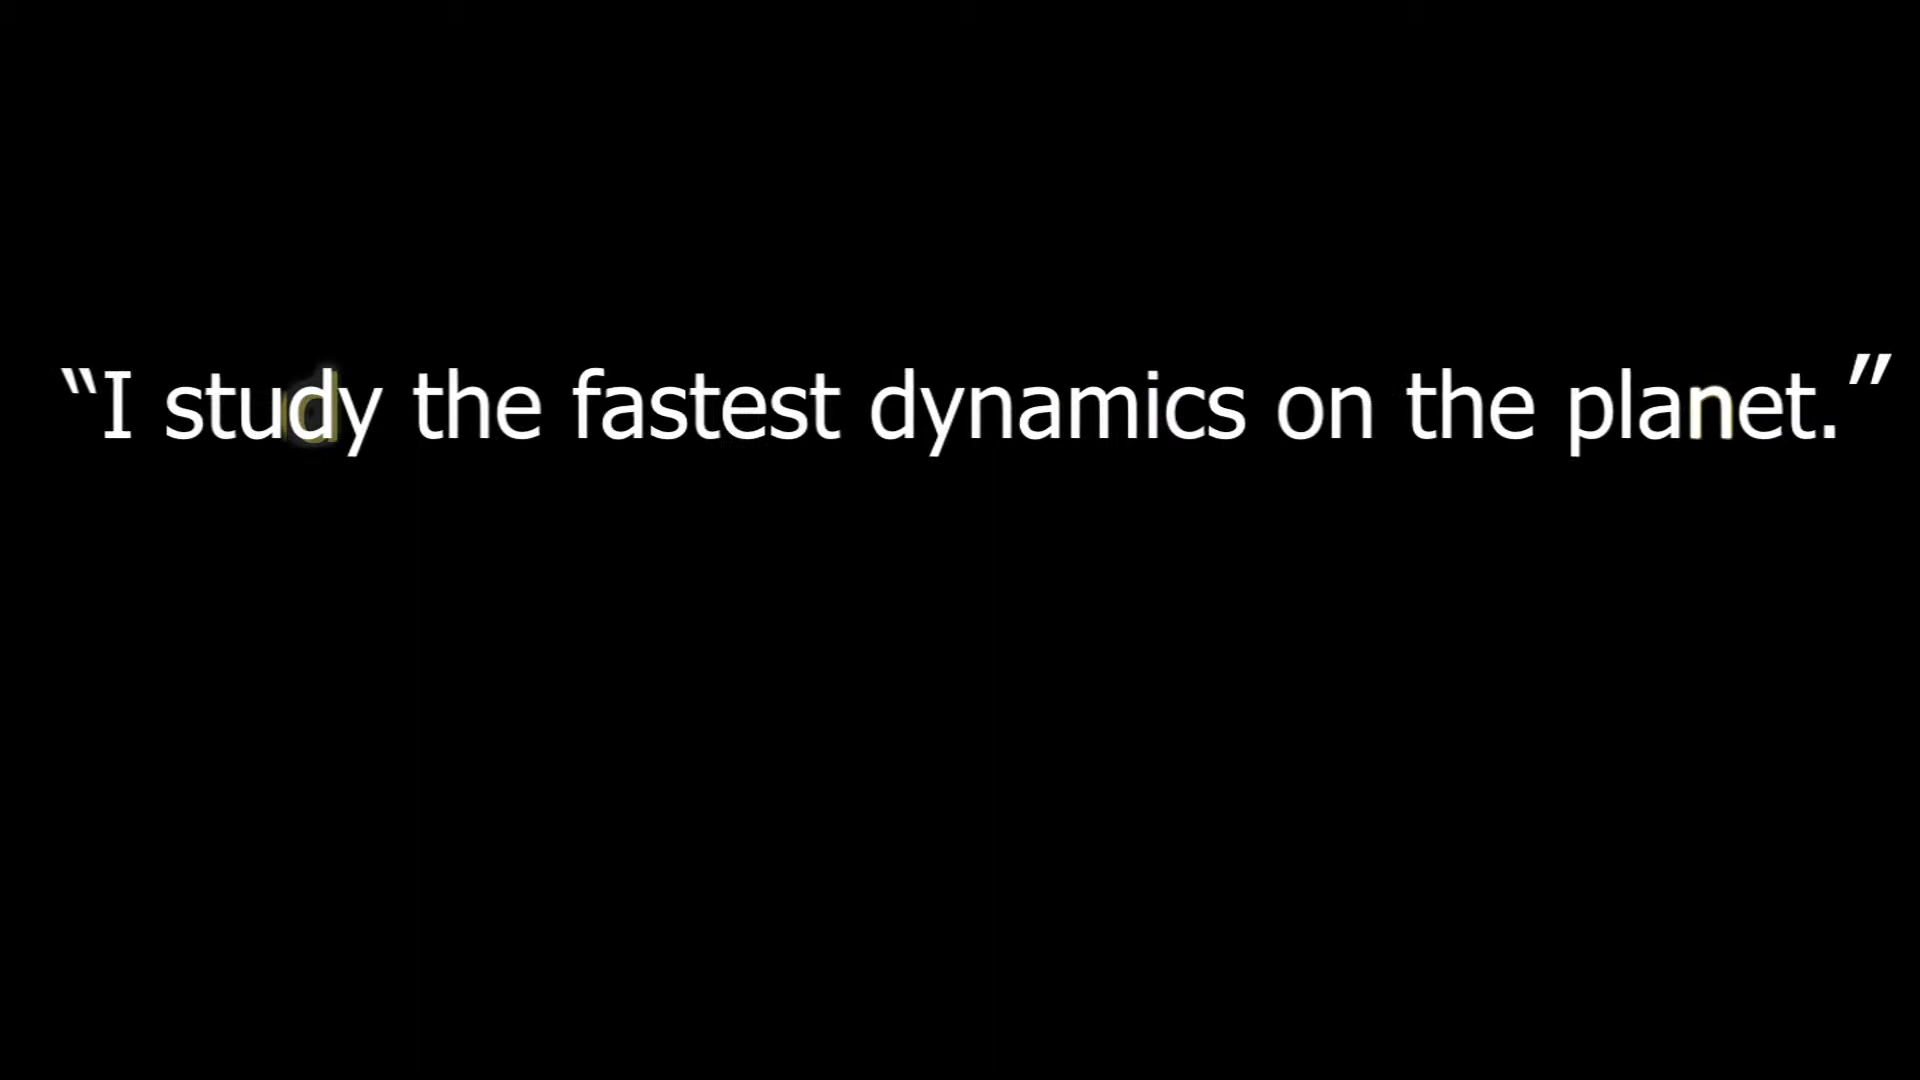 “I study the fastest dynamics on the planet.”